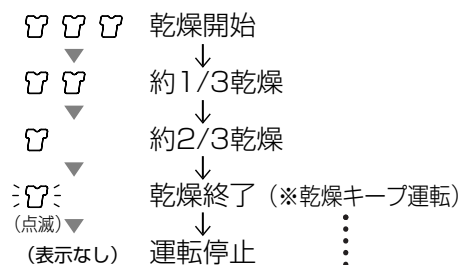 乾燥開始
約1/3乾燥
約2/3乾燥
乾燥終了（※乾燥キープ運転）
(点滅)
（表示なし） 運転停止